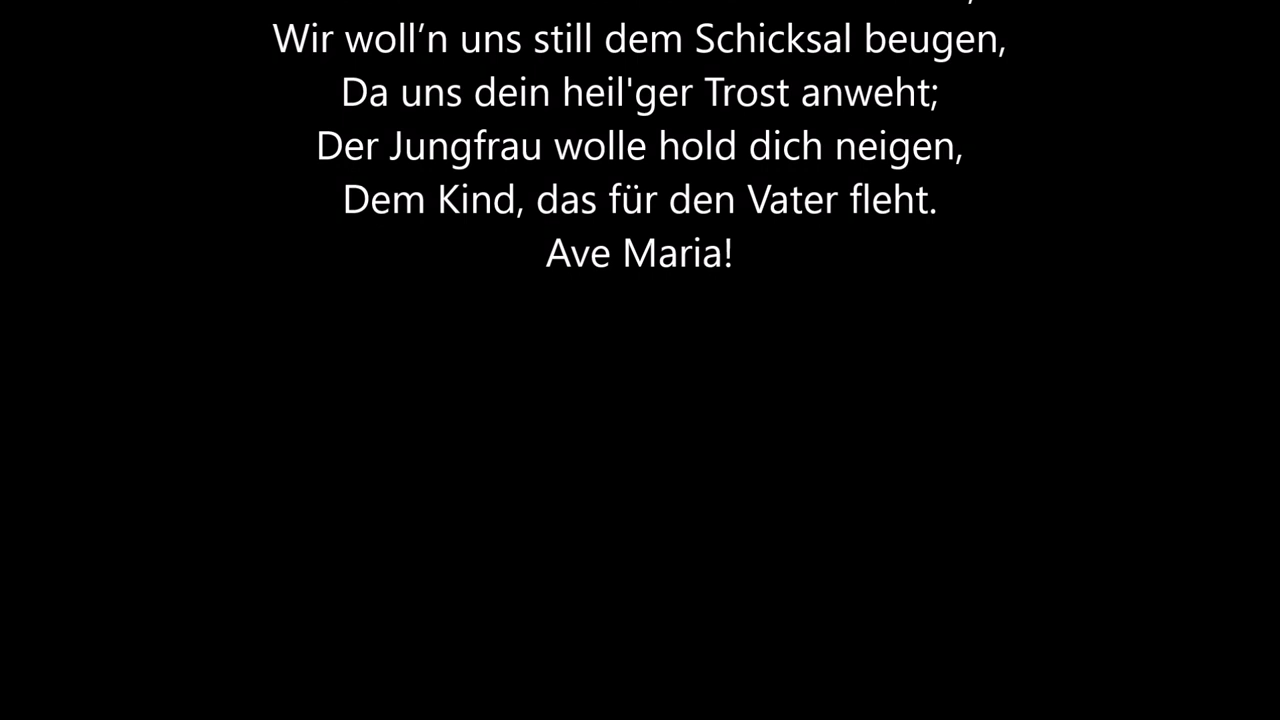 Wir woll’n uns still dem Schicksal beugen,
Da uns dein heil'ger Trost anweht;
Der Jungfrau wolle hold dich neigen,
Dem Kind, das für den Vater fleht.
Ave Maria!